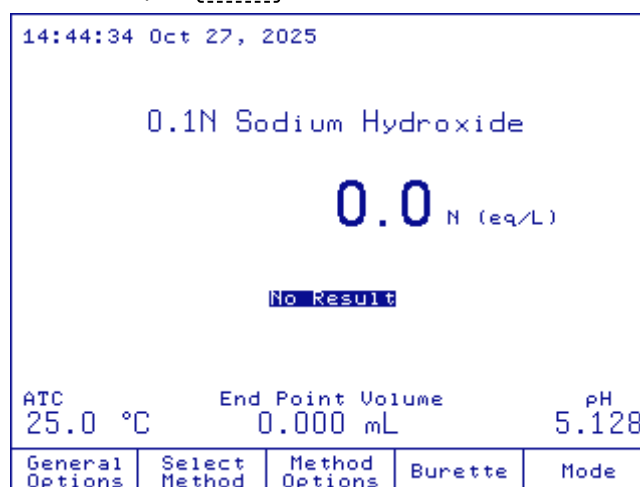 14:44:34 Oct 27, 2025
0.1N Sodium Hydroxide
0.0 N (eq/L)
No Result
ATC End Point Volume pH
25.0 °C 0.000 mL 5.128
General Select Method Burette Mode
Options Method Options